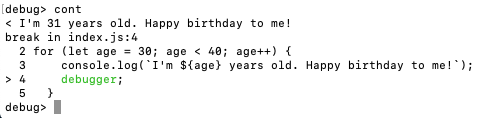 debug> cont
< I'm 31 years old. Happy birthday to me!
break in index.js:4
  2 for (let age = 30; age < 40; age++) {
  3     console.log(`I'm ${age} years old. Happy birthday to me!`);
> 4     debugger;
  5   }
debug>